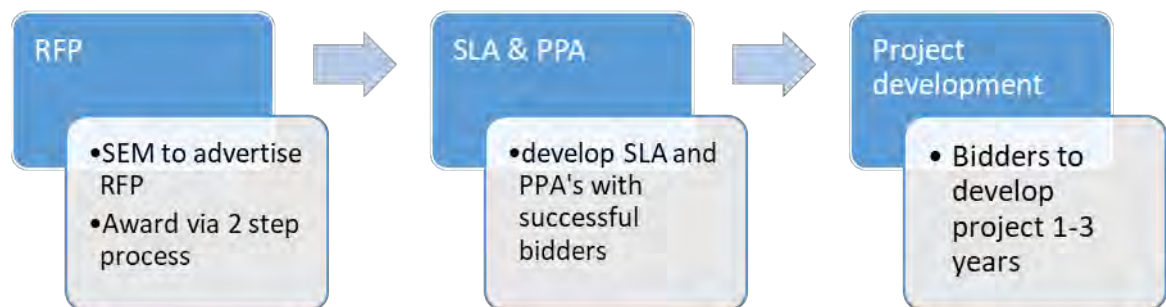 RFP
•SEM to advertise
RFP
•Award via 2 step
process
SLA & PPA
•develop SLA and
PPA's with
successful
bidders
Project
development
• Bidders to
develop
project 1-3
years